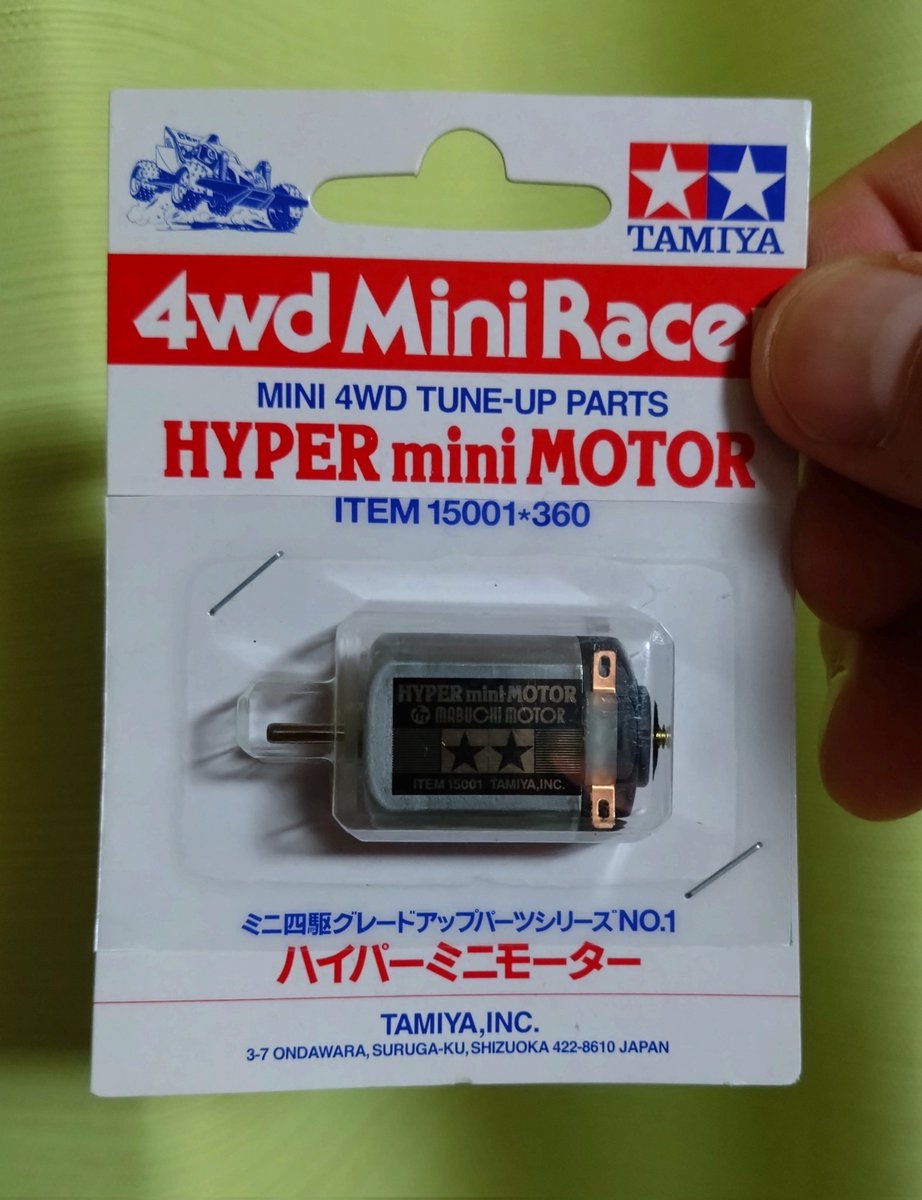 TAMIYA
4wd Mini Race
MINI 4WD TUNE-UP PARTS
HYPER mini MOTOR
ITEM 15001*360
HYPER mini MOTOR
MABUCHI MOTOR
ITEM 15001 TAMIYA,INC.
ミニ四駆グレードアップパーツシリーズNO.1
ハイパーミニモーター
TAMIYA,INC.
3-7 ONDAWARA, SURUGA-KU, SHIZUOKA 422-8610 JAPAN